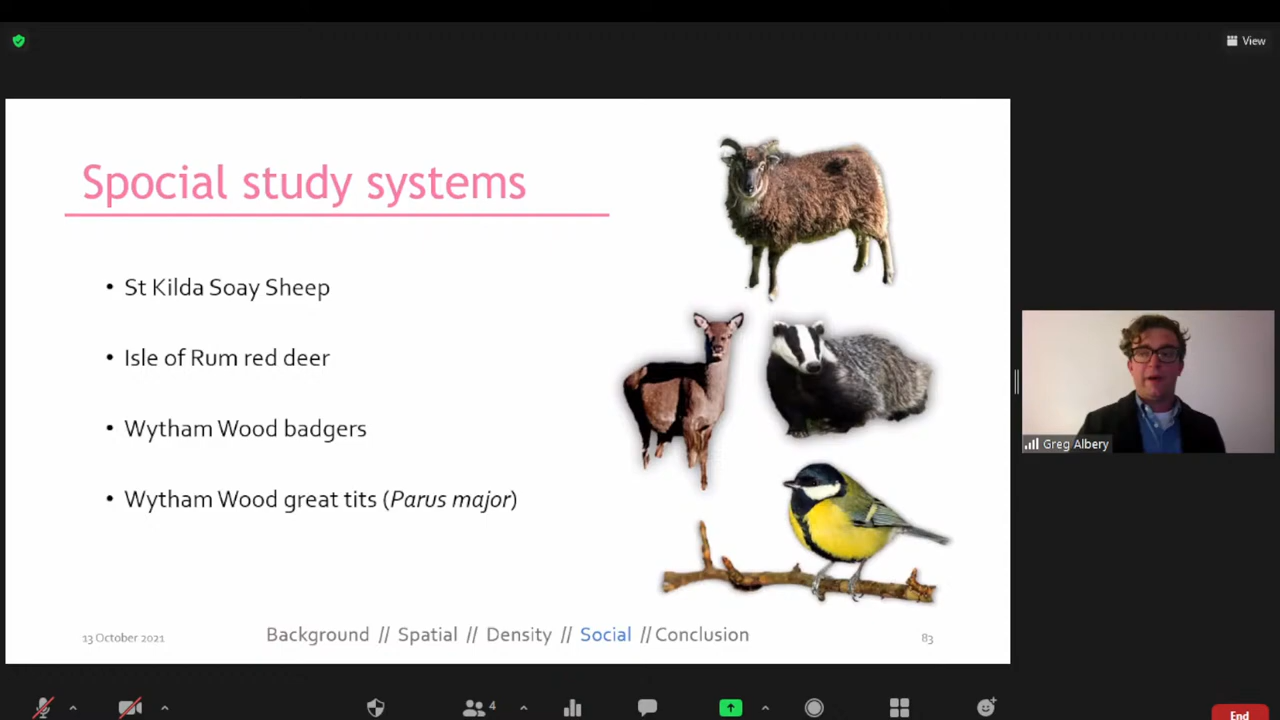 View
Spocial study systems
• St Kilda Soay Sheep
• Isle of Rum red deer
• Wytham Wood badgers
• Wytham Wood great tits (Parus major)
Greg Albery
13 October 2021
Background // Spatial // Density // Social // Conclusion
83
4
End